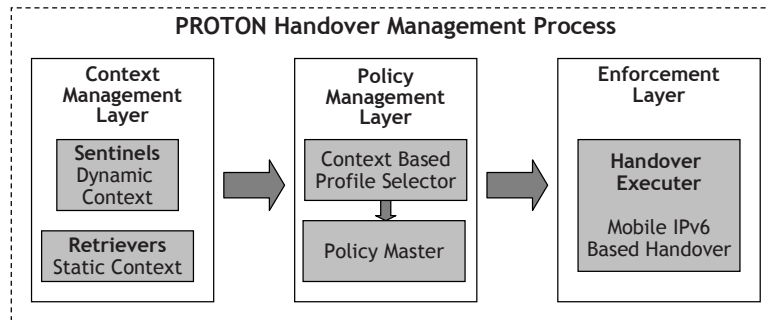 PROTON Handover Management Process
Context
Management
Layer
Sentinels
Dynamic
Context
Retrievers
Static Context
Policy
Management
Layer
Context Based
Profile Selector
Policy Master
Enforcement
Layer
Handover
Executer
Mobile IPv6
Based Handover